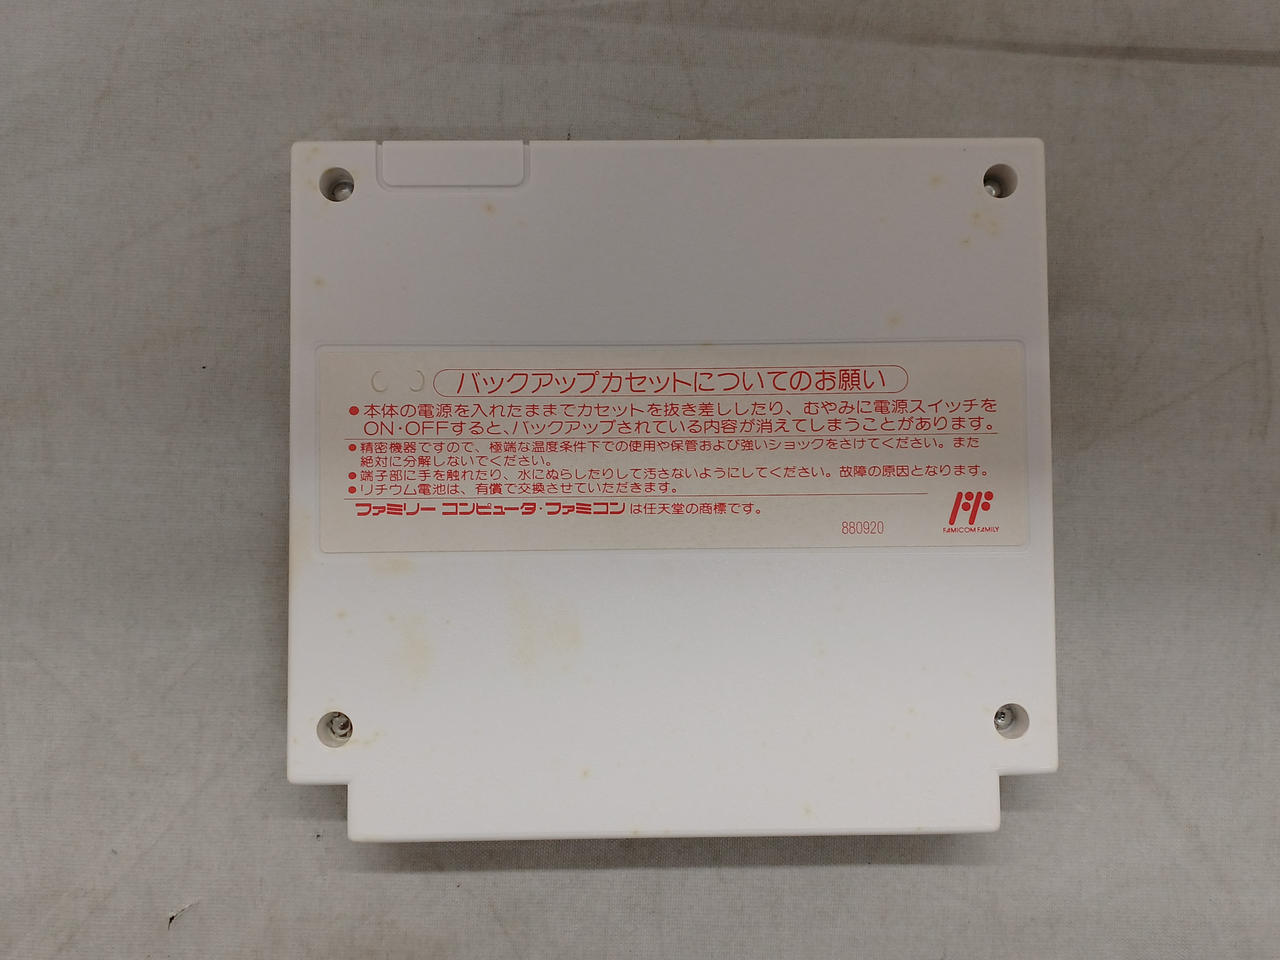 バックアップカセットについてのお願い
●本体の電源を入れたままでカセットを抜き差ししたり、むやみに電源スイッチを
ON・OFFすると、バックアップされている内容が消えてしまうことがあります。
●精密機器ですので、極端な温度条件下での使用や保管および強いショックをさけてください。また
絶対に分解しないでください。
●端子部に手を触れたり、水にぬらしたりして汚さないようにしてください。故障の原因となります。
●リチウム電池は、有償で交換させていただきます。
ファミリーコンピュータ・ファミコンは任天堂の商標です。
880920
FAMICOM FAMILY